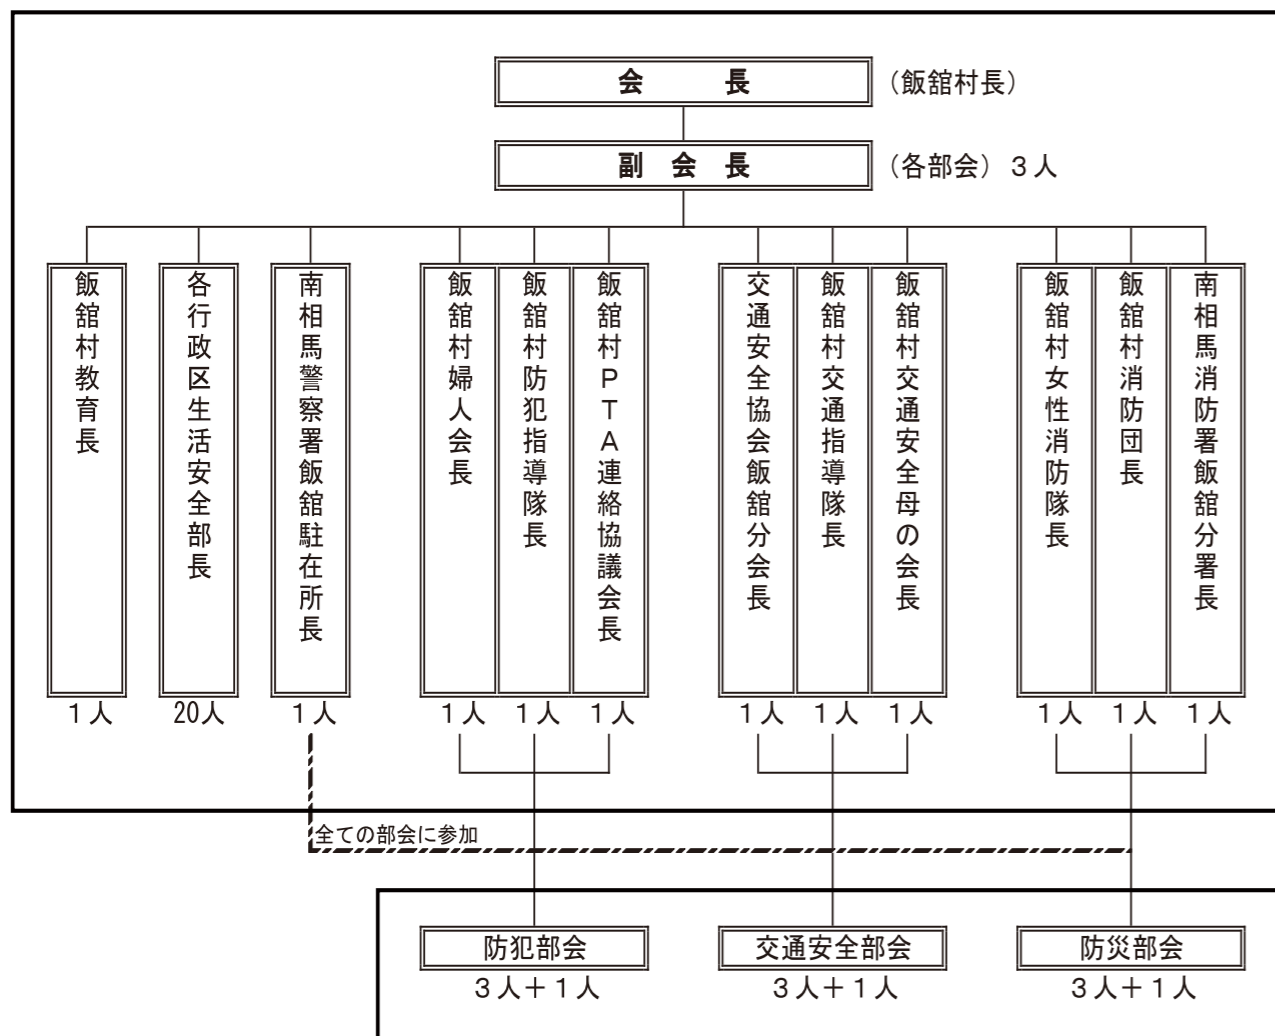 会長
（飯舘村長）
副会長
（各部会）３人
飯舘村教育長
各行政区生活安全部長
南相馬警察署飯舘駐在所長
飯舘村婦人会長
飯舘村防犯指導隊長
飯舘村ＰＴＡ連絡協議会長
交通安全協会飯舘分会長
飯舘村交通指導隊長
飯舘村交通安全母の会長
飯舘村女性消防隊長
飯舘村消防団長
南相馬消防署飯舘分署長
１人
20人
１人
１人
１人
１人
１人
１人
１人
１人
１人
１人
全ての部会に参加
防犯部会
交通安全部会
防災部会
３人＋１人
３人＋１人
３人＋１人